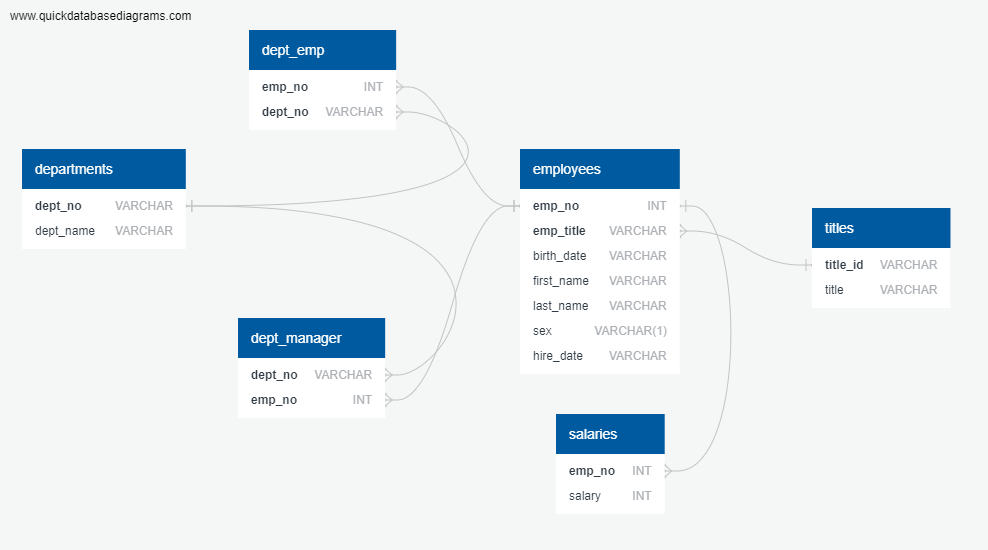 www.quickdatabasediagrams.com
dept_emp
emp_no INT
dept_no VARCHAR
departments
dept_no VARCHAR
dept_name VARCHAR
employees
emp_no INT
emp_title VARCHAR
birth_date VARCHAR
first_name VARCHAR
last_name VARCHAR
sex VARCHAR(1)
hire_date VARCHAR
titles
title_id VARCHAR
title VARCHAR
dept_manager
dept_no VARCHAR
emp_no INT
salaries
emp_no INT
salary INT